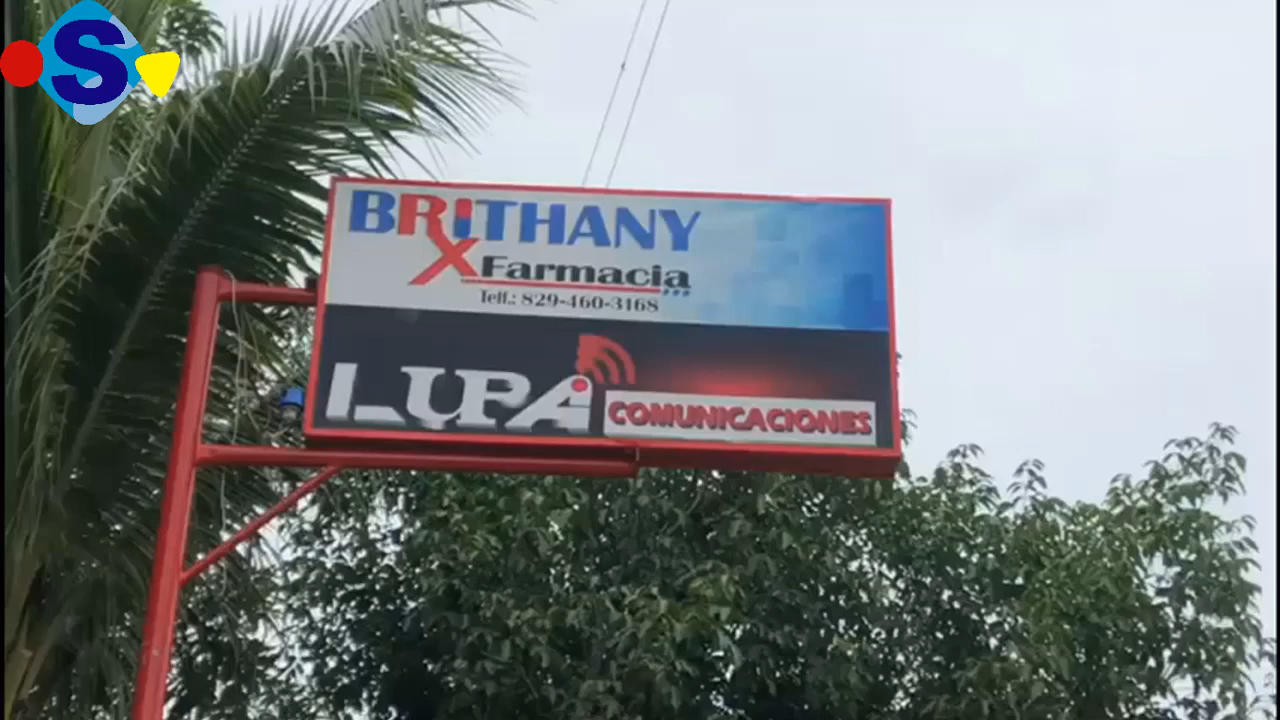 S
BRITHANY
X Farmacia
Telf.: 829-460-3168
LUPA
COMUNICACIONES